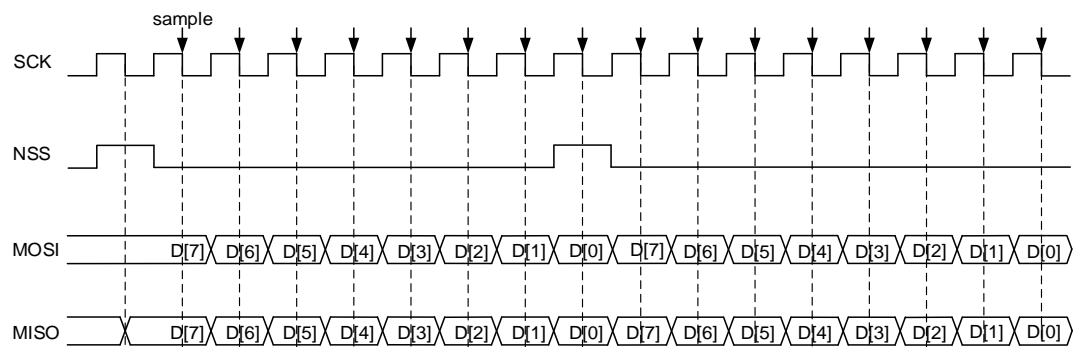 sample
SCK
NSS
MOSI D[7] D[6] D[5] D[4] D[3] D[2] D[1] D[0] D[7] D[6] D[5] D[4] D[3] D[2] D[1] D[0]
MISO D[7] D[6] D[5] D[4] D[3] D[2] D[1] D[0] D[7] D[6] D[5] D[4] D[3] D[2] D[1] D[0]